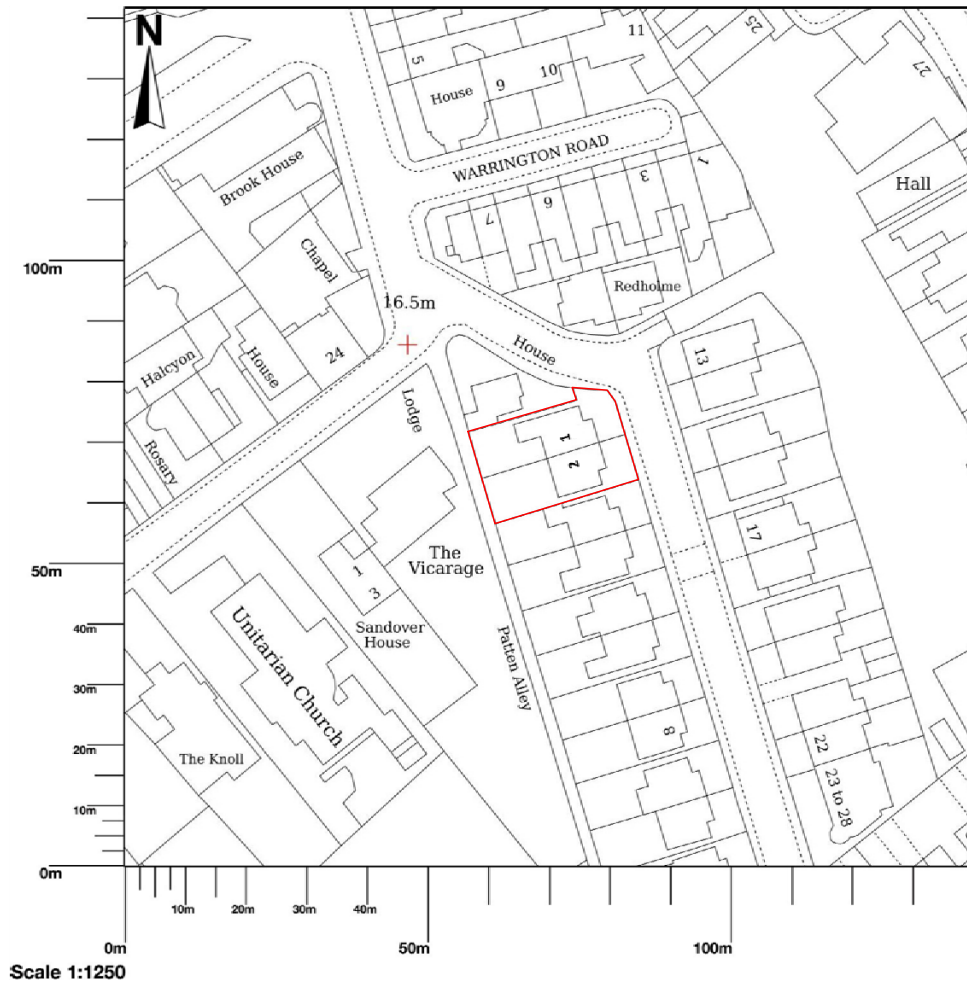 N
5
House
9
10
11
25
27
WARRINGTON ROAD
Brook House
7
6
3
1
Hall
Chapel
Redholme
16.5m
100m
House
13
Halcyon
House
24
Lodge
Rosary
1
2
17
50m
The
Vicarage
1
3
Sandover
House
Unitarian Church
Patten Alley
40m
30m
20m
10m
0m
The Knoll
8
22
23 to 28
10m
20m
30m
40m
0m
50m
100m
Scale 1:1250